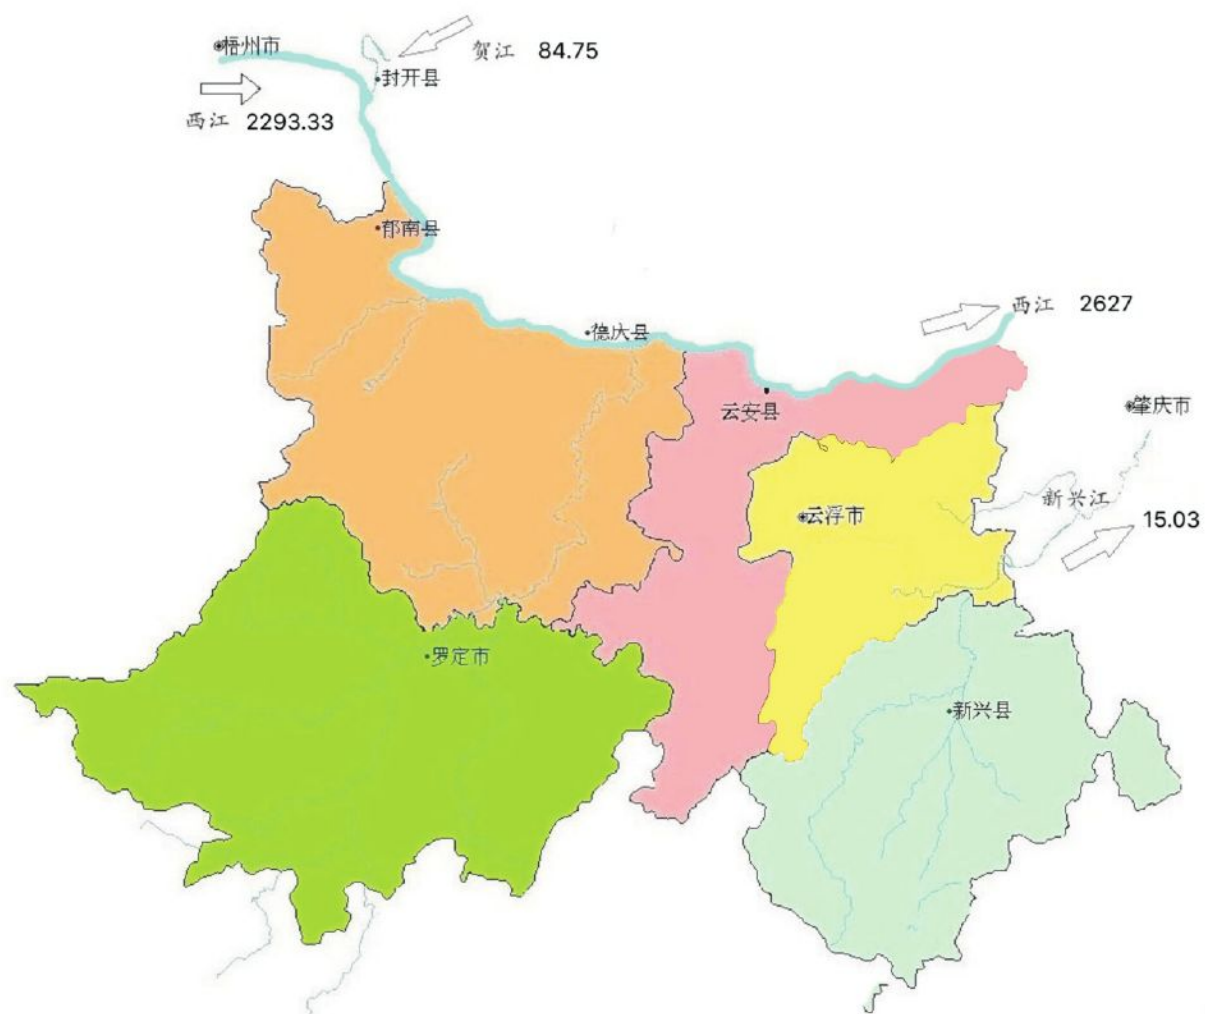 梧州市
贺江 84.75
封开县
西江 2293.33
郁南县
西江 2627
德庆县
云安县
肇庆市
新兴江
云浮市
15.03
罗定市
新兴县